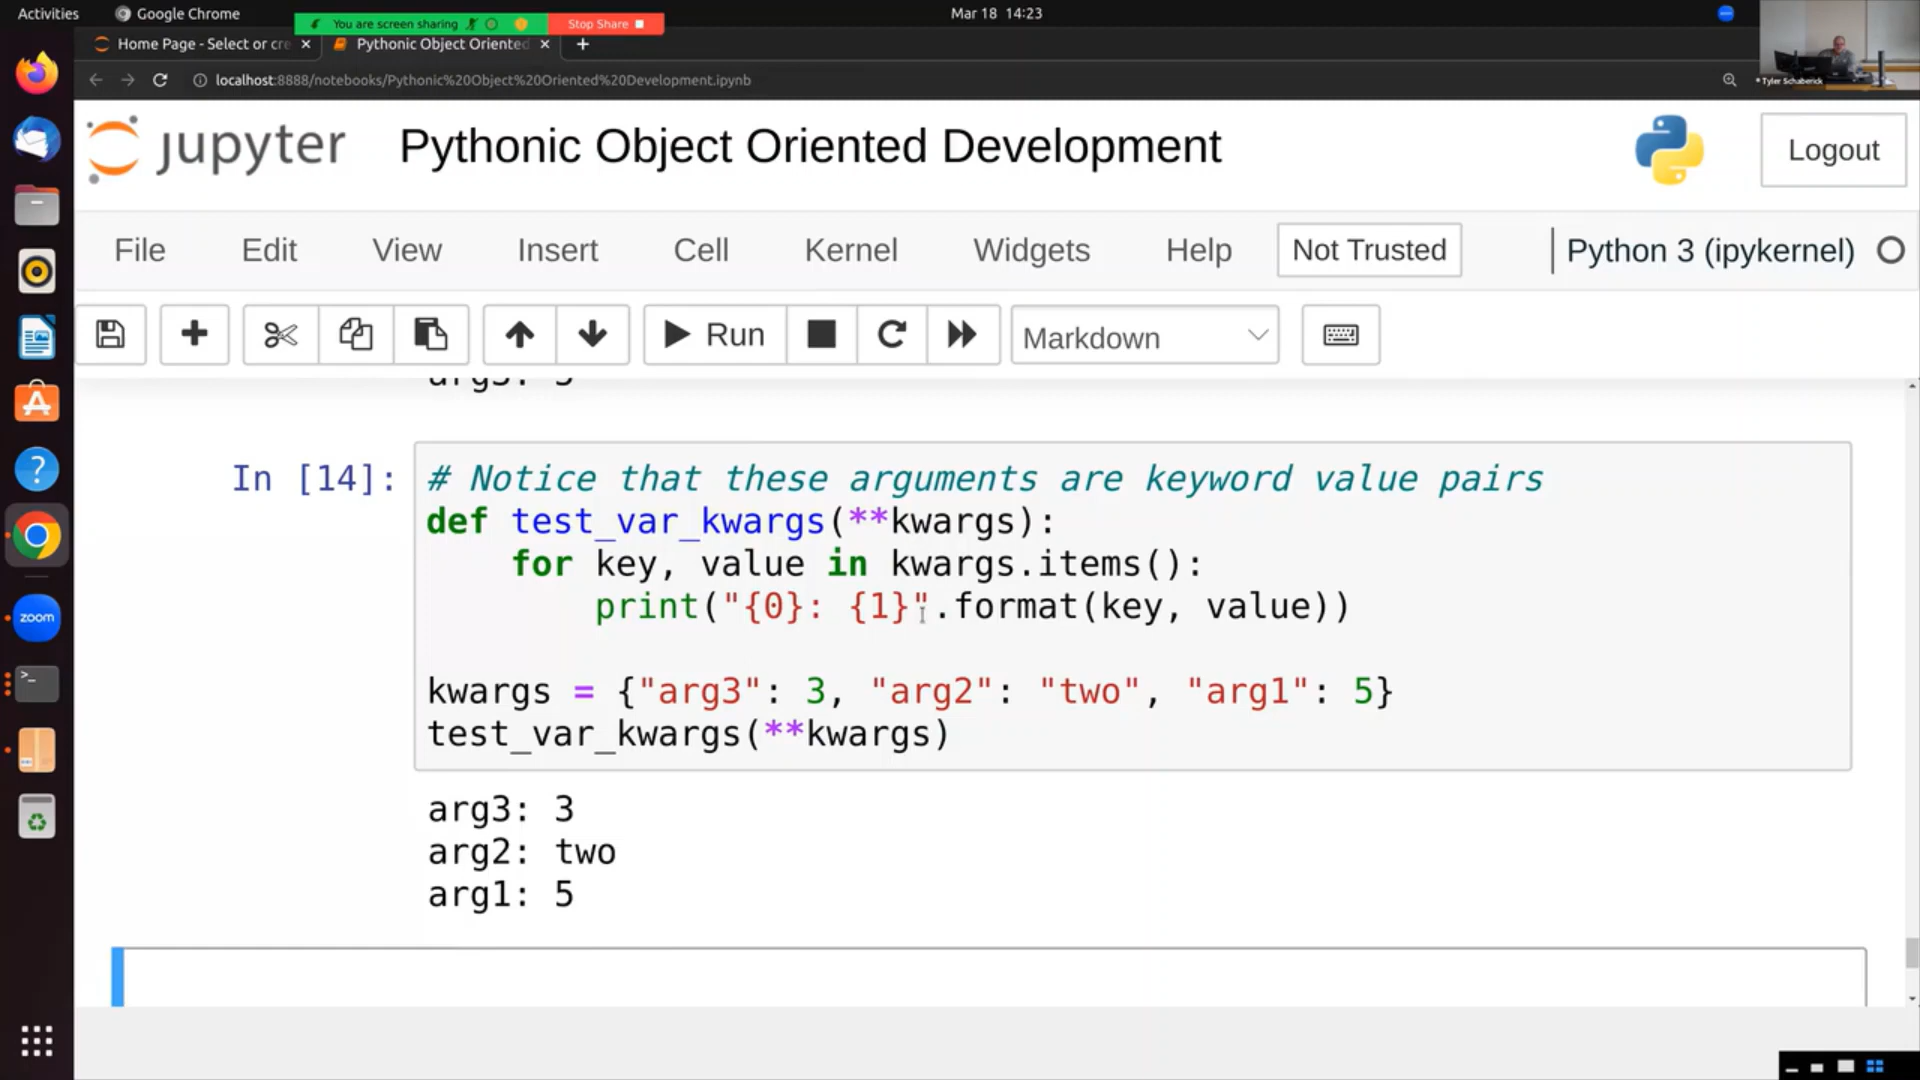 Activities
Google Chrome
Mar 18 14:23
You are screen sharing
Stop Share
Home Page - Select or cre
Pythonic Object Oriented
localhost:8888/notebooks/Pythonic%20Object%20Oriented%20Development.ipynb
Tyler Schaberick
jupyter
Pythonic Object Oriented Development
Logout
File
Edit
View
Insert
Cell
Kernel
Widgets
Help
Not Trusted
Python 3 (ipykernel)
Run
Markdown
In [14]:
# Notice that these arguments are keyword value pairs
def test_var_kwargs(**kwargs):
for key, value in kwargs.items():
print("{0}: {1}".format(key, value))
kwargs = {"arg3": 3, "arg2": "two", "arg1": 5}
test_var_kwargs(**kwargs)
arg3: 3
arg2: two
arg1: 5
zoom